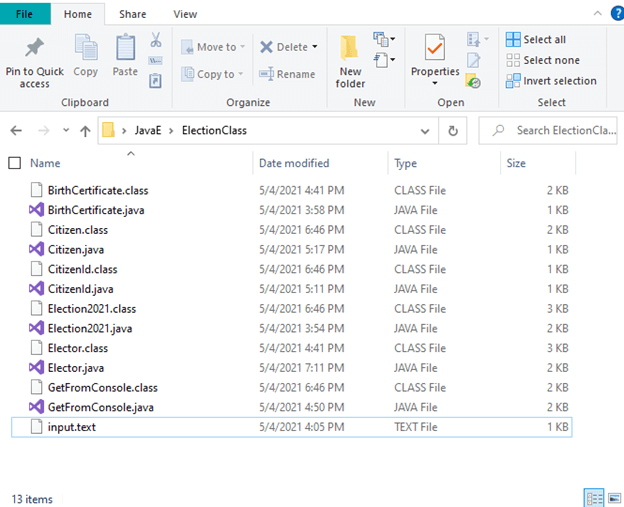 File Home Share View
Pin to Quick access
Copy
Paste
Clipboard
Move to
Copy to
Delete
Rename
Organize
New folder
New
Properties
Open
Select all
Select none
Invert selection
Select
JavaE ElectionClass
Search ElectionCla...
Name Date modified Type Size
BirthCertificate.class 5/4/2021 4:41 PM CLASS File 2 KB
BirthCertificate.java 5/4/2021 3:58 PM JAVA File 1 KB
Citizen.class 5/4/2021 6:46 PM CLASS File 2 KB
Citizen.java 5/4/2021 5:17 PM JAVA File 1 KB
CitizenId.class 5/4/2021 6:46 PM CLASS File 1 KB
CitizenId.java 5/4/2021 5:11 PM JAVA File 1 KB
Election2021.class 5/4/2021 6:46 PM CLASS File 3 KB
Election2021.java 5/4/2021 3:54 PM JAVA File 2 KB
Elector.class 5/4/2021 4:41 PM CLASS File 3 KB
Elector.java 5/4/2021 7:11 PM JAVA File 2 KB
GetFromConsole.class 5/4/2021 6:46 PM CLASS File 2 KB
GetFromConsole.java 5/4/2021 4:50 PM JAVA File 2 KB
input.text 5/4/2021 4:05 PM TEXT File 1 KB
13 items